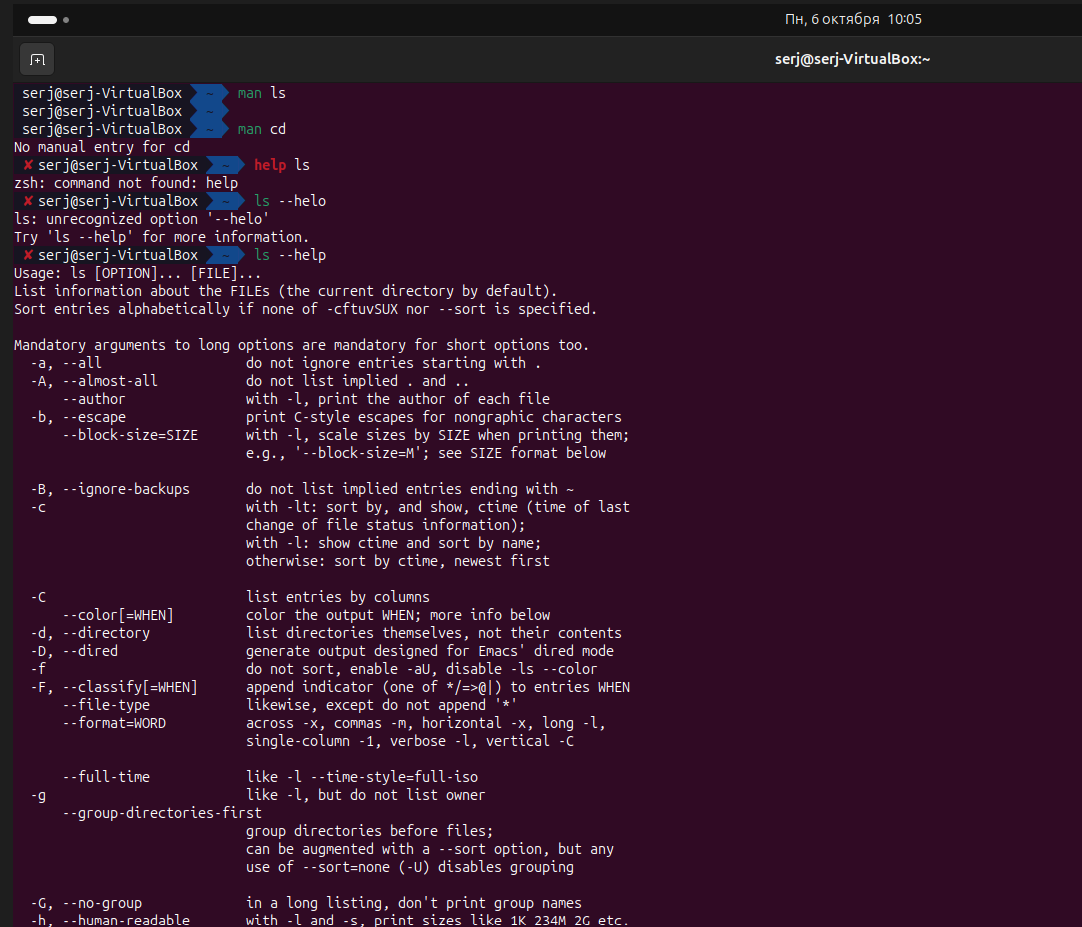 Пн, 6 октября 10:05
serj@serj-VirtualBox:~
serj@serj-VirtualBox ~ man ls
serj@serj-VirtualBox ~
serj@serj-VirtualBox ~ man cd
No manual entry for cd
✘ serj@serj-VirtualBox ~ help ls
zsh: command not found: help
✘ serj@serj-VirtualBox ~ ls --helo
ls: unrecognized option '--helo'
Try 'ls --help' for more information.
✘ serj@serj-VirtualBox ~ ls --help
Usage: ls [OPTION]... [FILE]...
List information about the FILEs (the current directory by default).
Sort entries alphabetically if none of -cftuvSUX nor --sort is specified.
Mandatory arguments to long options are mandatory for short options too.
-a, --all do not ignore entries starting with .
-A, --almost-all do not list implied . and ..
--author with -l, print the author of each file
-b, --escape print C-style escapes for nongraphic characters
--block-size=SIZE with -l, scale sizes by SIZE when printing them;
e.g., '--block-size=M'; see SIZE format below
-B, --ignore-backups do not list implied entries ending with ~
-c with -lt: sort by, and show, ctime (time of last
change of file status information);
with -l: show ctime and sort by name;
otherwise: sort by ctime, newest first
-C list entries by columns
--color[=WHEN] color the output WHEN; more info below
-d, --directory list directories themselves, not their contents
-D, --dired generate output designed for Emacs' dired mode
-f do not sort, enable -aU, disable -ls --color
-F, --classify[=WHEN] append indicator (one of */=>@|) to entries WHEN
--file-type likewise, except do not append '*'
--format=WORD across -x, commas -m, horizontal -x, long -l,
single-column -1, verbose -l, vertical -C
--full-time like -l --time-style=full-iso
-g like -l, but do not list owner
--group-directories-first
group directories before files;
can be augmented with a --sort option, but any
use of --sort=none (-U) disables grouping
-G, --no-group in a long listing, don't print group names
-h, --human-readable with -l and -s, print sizes like 1K 234M 2G etc.